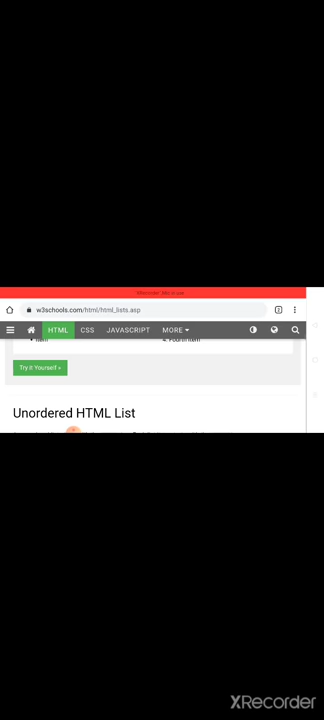 w3schools.com/html/html_lists.asp
2
HTML CSS JAVASCRIPT MORE
Item
4. Fourth item
Try it Yourself »
Unordered HTML List
XRecorder